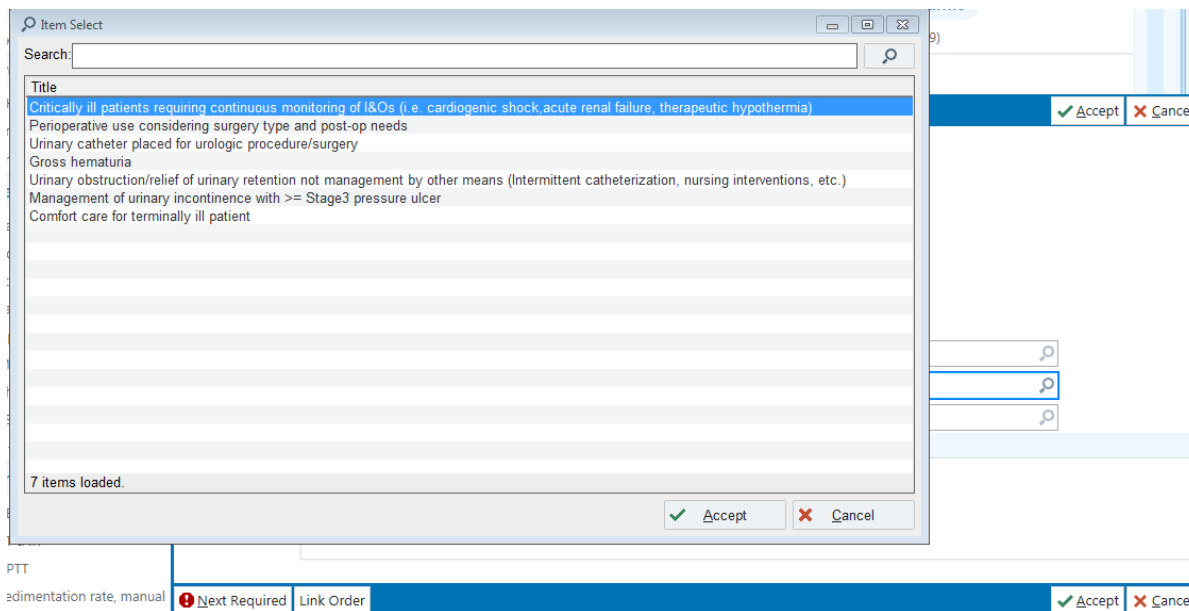 Item Select
9)
Search:
Title
Critically ill patients requiring continuous monitoring of I&Os (i.e. cardiogenic shock,acute renal failure, therapeutic hypothermia)
Accept Cance
Perioperative use considering surgery type and post-op needs
Urinary catheter placed for urologic procedure/surgery
Gross hematuria
Urinary obstruction/relief of urinary retention not management by other means (Intermittent catheterization, nursing interventions, etc.)
Management of urinary incontinence with >= Stage3 pressure ulcer
Comfort care for terminally ill patient
7 items loaded.
Accept Cancel
PTT
edimentation rate, manual
Next Required Link Order Accept Cance